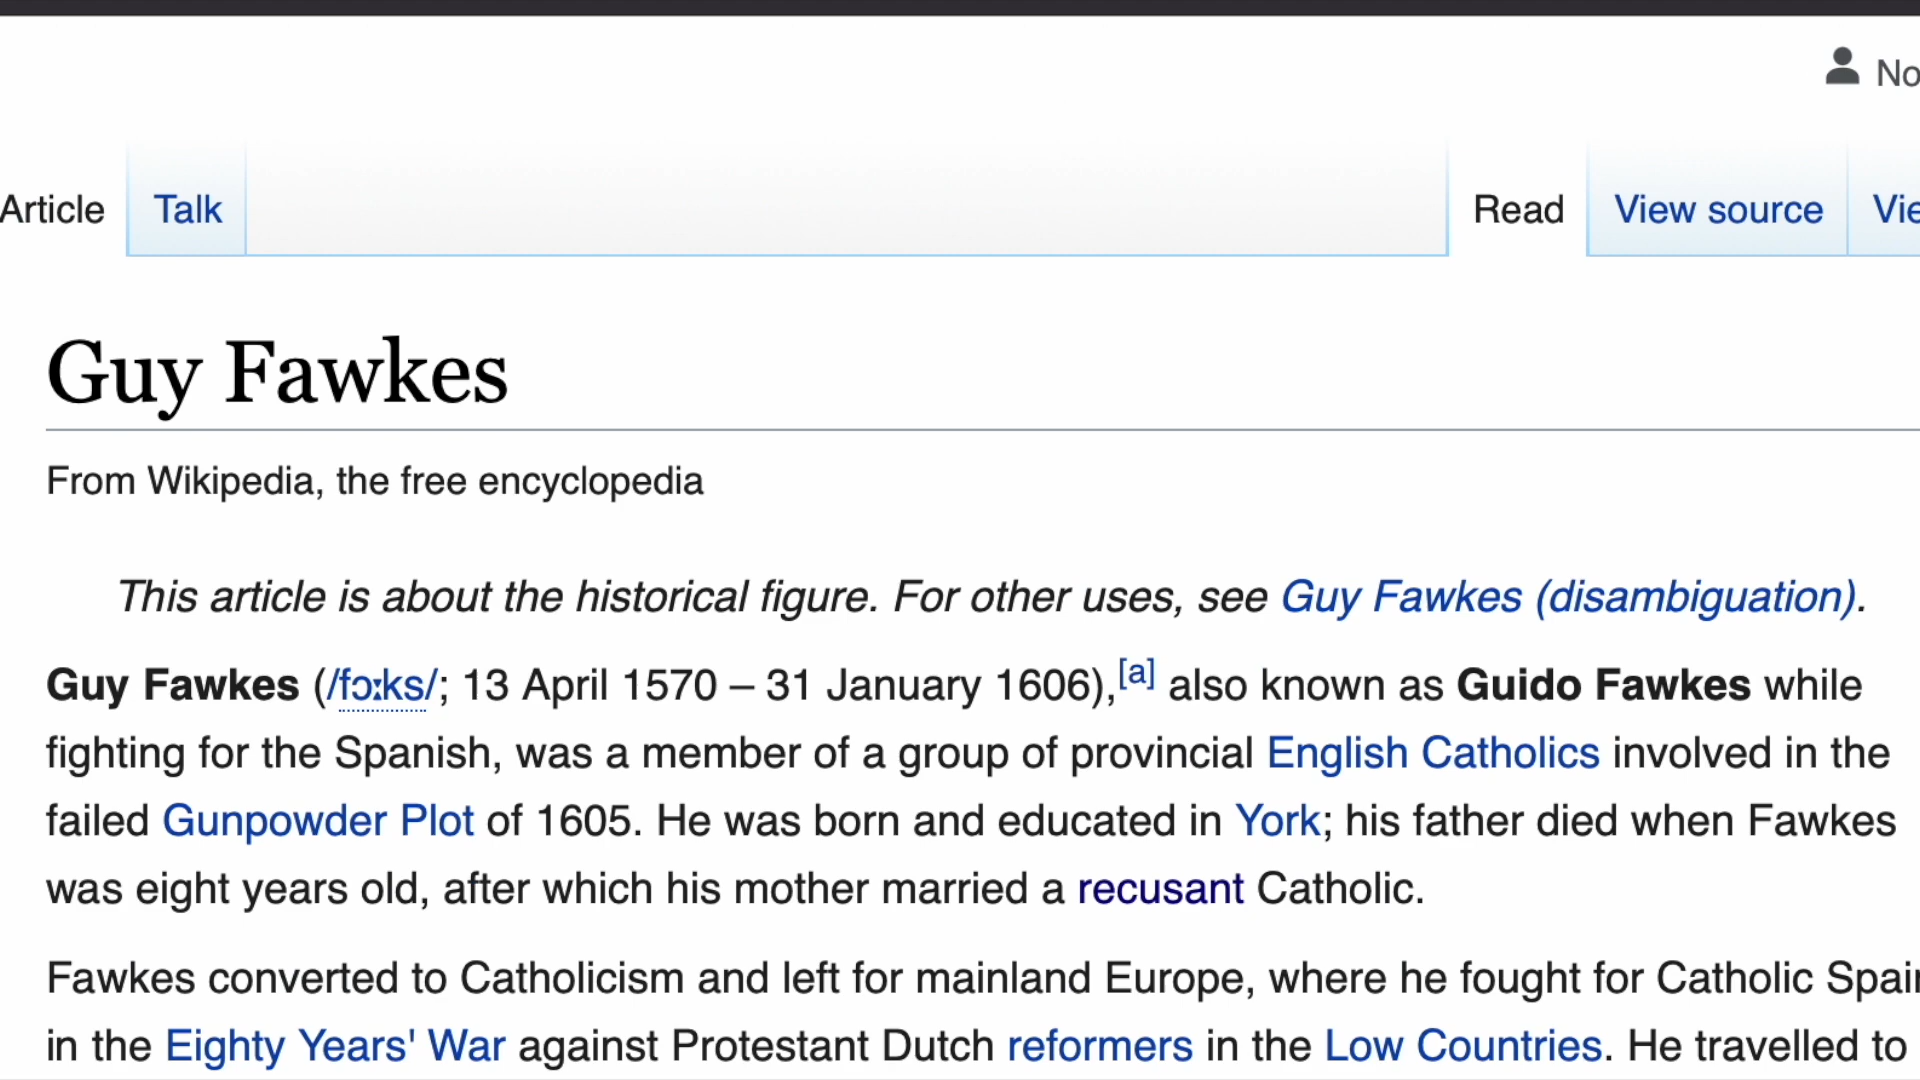 No
Article Talk Read View source Vie
Guy Fawkes
From Wikipedia, the free encyclopedia
This article is about the historical figure. For other uses, see Guy Fawkes (disambiguation).
Guy Fawkes (/fɔːks/; 13 April 1570 – 31 January 1606),[a] also known as Guido Fawkes while
fighting for the Spanish, was a member of a group of provincial English Catholics involved in the
failed Gunpowder Plot of 1605. He was born and educated in York; his father died when Fawkes
was eight years old, after which his mother married a recusant Catholic.
Fawkes converted to Catholicism and left for mainland Europe, where he fought for Catholic Spain
in the Eighty Years' War against Protestant Dutch reformers in the Low Countries. He travelled to